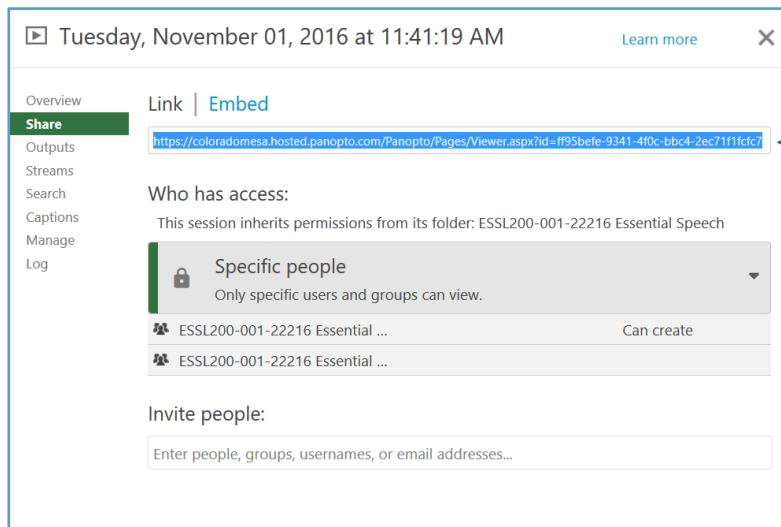 Tuesday, November 01, 2016 at 11:41:19 AM
Learn more
Overview
Share
Outputs
Streams
Search
Captions
Manage
Log
Link | Embed
https://coloradomesa.hosted.panopto.com/Panopto/Pages/Viewer.aspx?id=ff95befe-9341-4f0c-bbc4-2ec71f1fcfc7
Who has access:
This session inherits permissions from its folder: ESSL200-001-22216 Essential Speech
Specific people
Only specific users and groups can view.
ESSL200-001-22216 Essential ... Can create
ESSL200-001-22216 Essential ...
Invite people:
Enter people, groups, usernames, or email addresses...